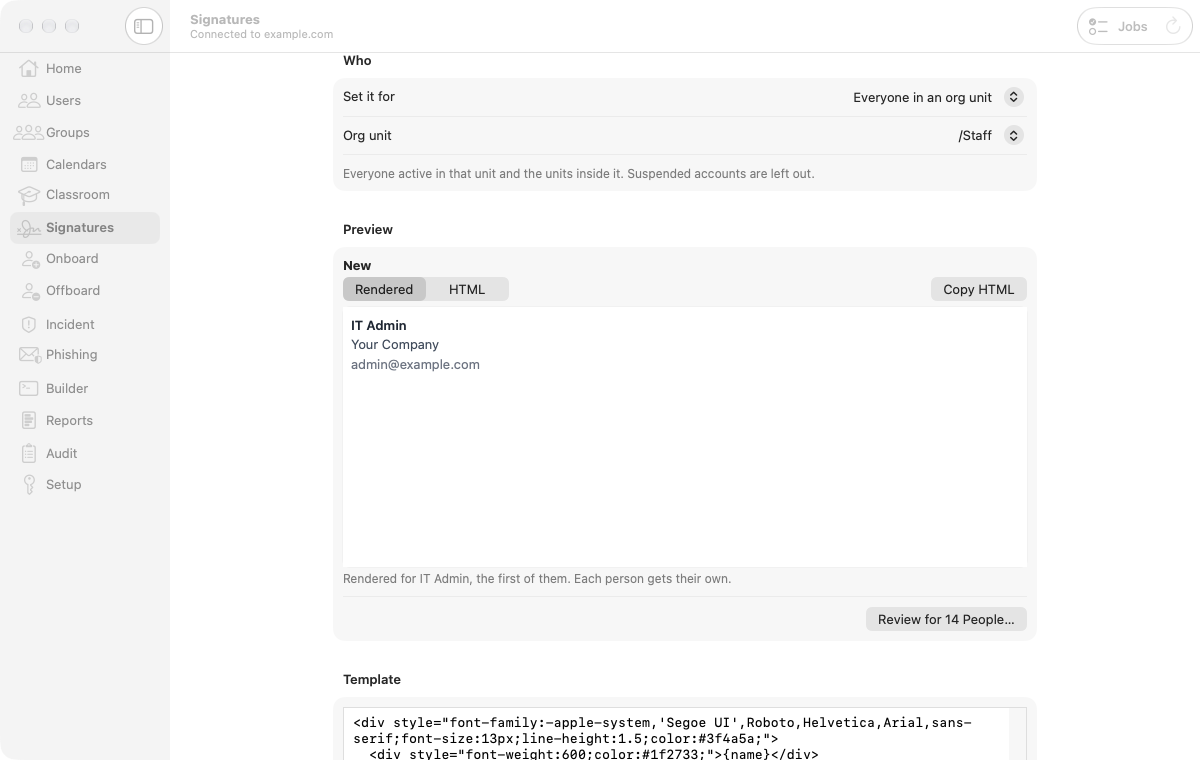 Signatures
Connected to example.com
Jobs
Home
Users
Groups
Calendars
Classroom
Signatures
Onboard
Offboard
Incident
Phishing
Builder
Reports
Audit
Setup
Who
Set it for
Everyone in an org unit
Org unit
/Staff
Everyone active in that unit and the units inside it. Suspended accounts are left out.
Preview
New
Rendered
HTML
Copy HTML
IT Admin
Your Company
admin@example.com
Rendered for IT Admin, the first of them. Each person gets their own.
Review for 14 People...
Template
<div style="font-family:-apple-system,'Segoe UI',Roboto,Helvetica,Arial,sans-
serif;font-size:13px;line-height:1.5;color:#3f4a5a;">
<div style="font-weight:600;color:#1f2733;">{name}</div>